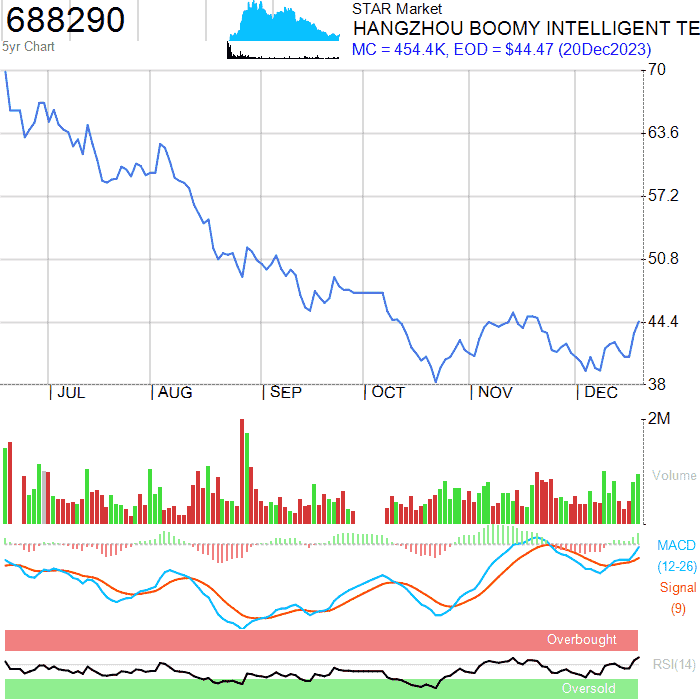 688290
5yr Chart
STAR Market
HANGZHOU BOOMY INTELLIGENT TE
MC = 454.4K, EOD = $44.47 (20Dec2023)
70
63.6
57.2
50.8
44.4
38
JUL
AUG
SEP
OCT
NOV
DEC
2M
Volume
MACD
(12-26)
Signal
(9)
Overbought
RSI(14)
Oversold